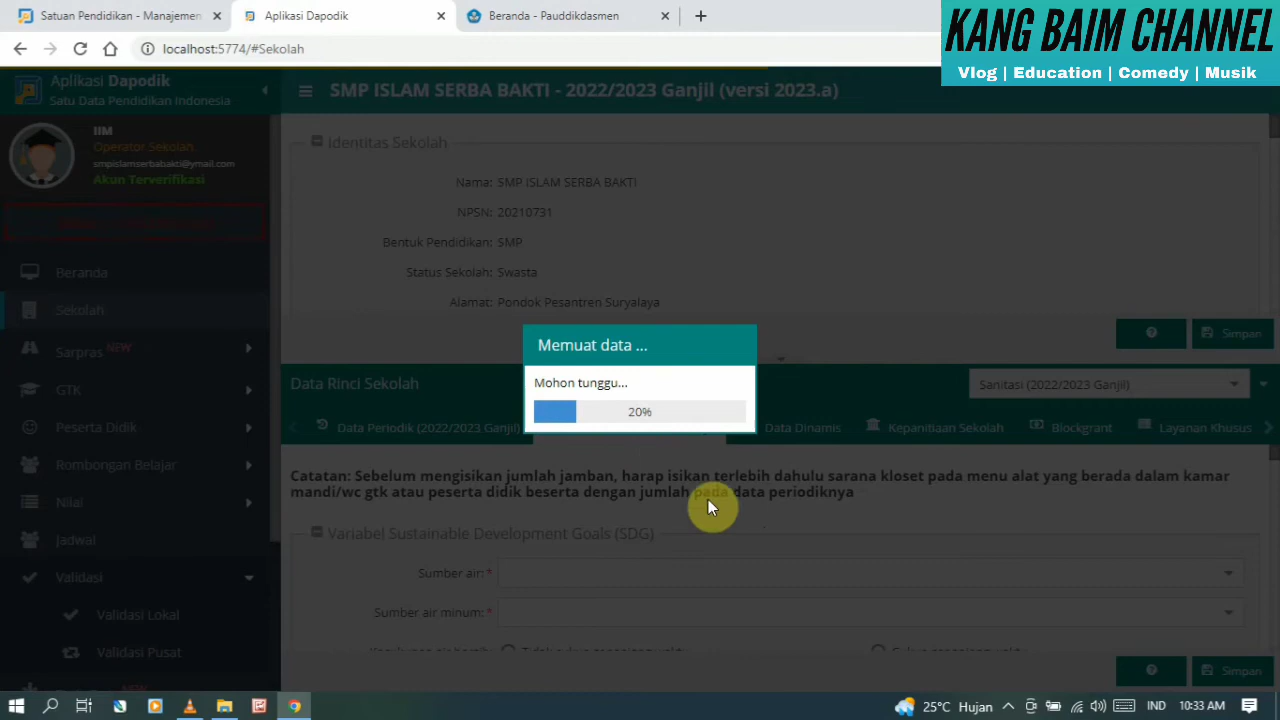 Satuan Pendidikan - Manajemen
Aplikasi Dapodik
Beranda - Pauddikdasmen
localhost:5774/#Sekolah
KANG BAIM CHANNEL
Vlog | Education | Comedy | Musik
Aplikasi Dapodik
Satu Data Pendidikan Indonesia
SMP ISLAM SERBA BAKTI - 2022/2023 Ganjil (versi 2023.a)
IIM
Operator Sekolah
smpislamserbabakti@ymail.com
Akun Terverifikasi
Beranda
Sekolah
Sarpras NEW
GTK
Peserta Didik
Rombongan Belajar
Nilai
Jadwal
Validasi
Validasi Lokal
Validasi Pusat
NEW
Identitas Sekolah
Nama: SMP ISLAM SERBA BAKTI
NPSN: 20210731
Bentuk Pendidikan: SMP
Status Sekolah: Swasta
Alamat: Pondok Pesantren Suryalaya
Simpan
Memuat data ...
Mohon tunggu...
20%
Data Rinci Sekolah
Sanitasi (2022/2023 Ganjil)
Data Periodik (2022/2023 Ganjil)
Data Dinamis
Kepanitiaan Sekolah
Blockgrant
Layanan Khusus
Catatan: Sebelum mengisikan jumlah jamban, harap isikan terlebih dahulu sarana kloset pada menu alat yang berada dalam kamar
mandi/wc gtk atau peserta didik beserta dengan jumlah pada data periodiknya
Variabel Sustainable Development Goals (SDG)
Sumber air: *
Sumber air minum: *
Simpan
25°C Hujan
IND
10:33 AM